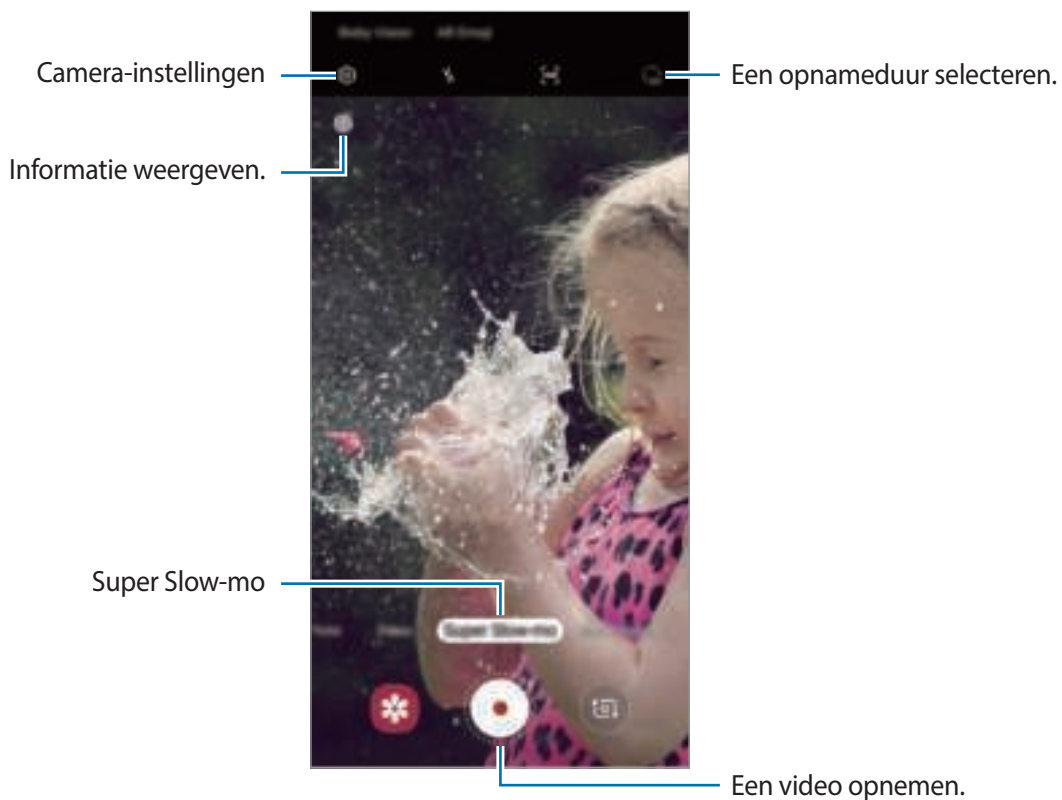 Camera-instellingen
Een opnameduur selecteren.
Informatie weergeven.
Super Slow-mo
Super Slow-mo
Een video opnemen.